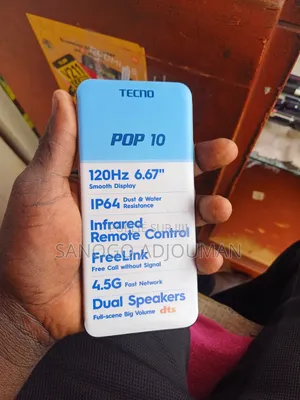 TECNO
POP 10
120Hz 6.67"
Smooth Display
IP64 Dust & Water
Resistance
Infrared
Remote Control
SANOGO ADJOUMAN
FreeLink
Free Call without Signal
4.5G Fast Network
Dual Speakers
Full-scene Big Volume dts